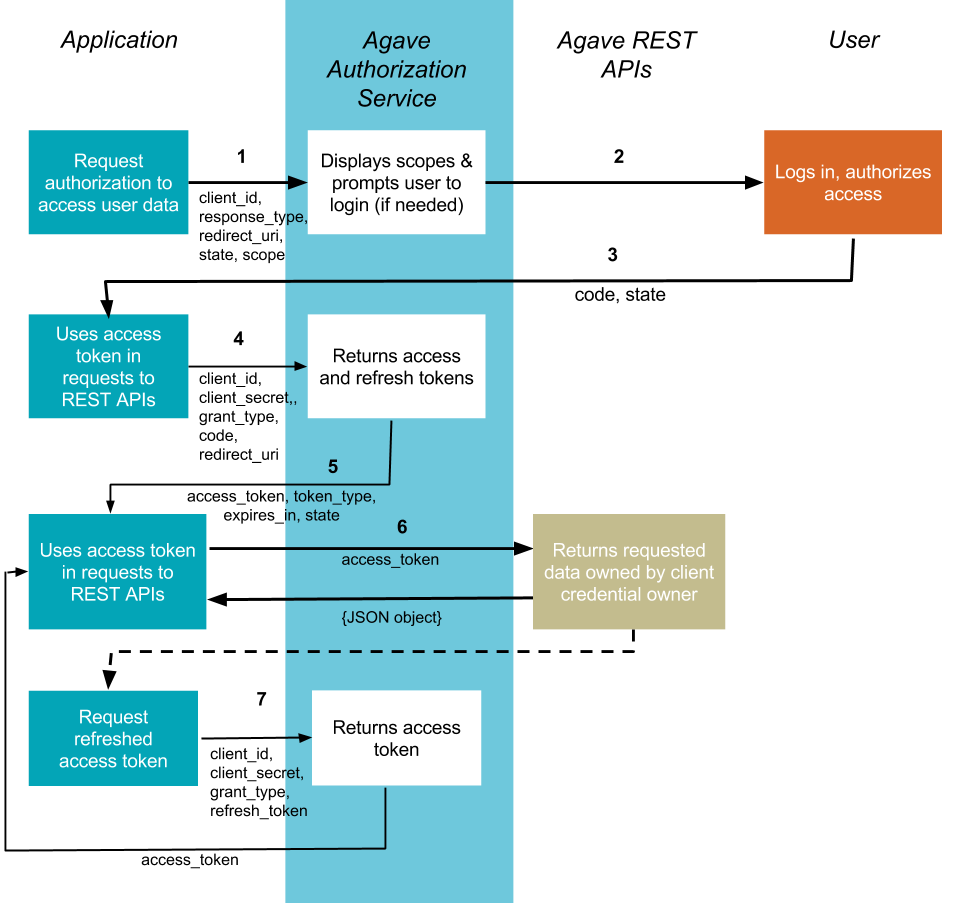 Application
Agave
Authorization
Service
Agave REST
APIs
User
Request
authorization to
access user data
1
client_id,
response_type,
redirect_uri,
state, scope
Displays scopes &
prompts user to
login (if needed)
2
Logs in, authorizes
access
3
code, state
Uses access
token in
requests to
REST APIs
4
client_id,
client_secret,,
grant_type,
code,
redirect_uri
Returns access
and refresh tokens
5
access_token, token_type,
expires_in, state
Uses access token
in requests to
REST APIs
6
access_token
Returns requested
data owned by client
credential owner
{JSON object}
Request
refreshed
access token
7
client_id,
client_secret,
grant_type,
refresh_token
Returns access
token
access_token